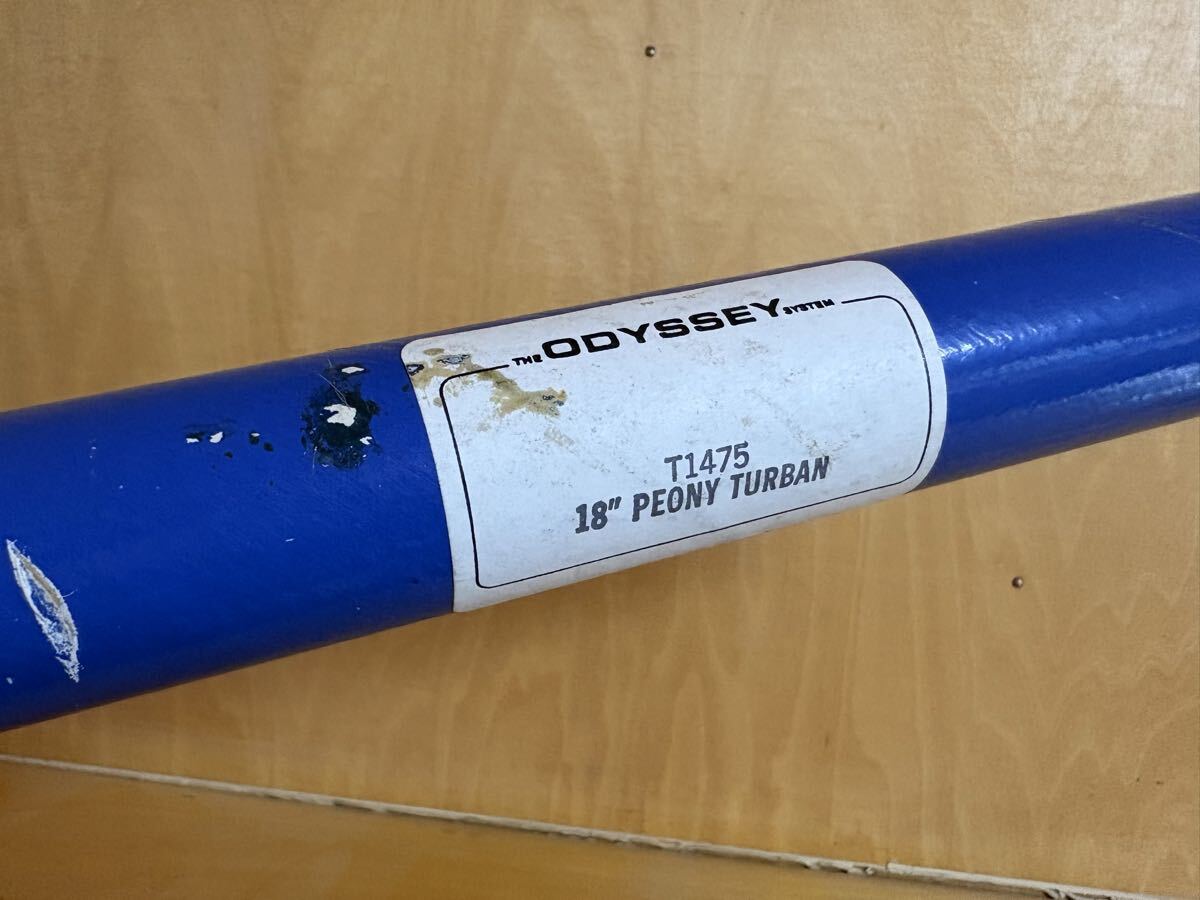 THE ODYSSEY SYSTEM
T1475
18" PEONY TURBAN